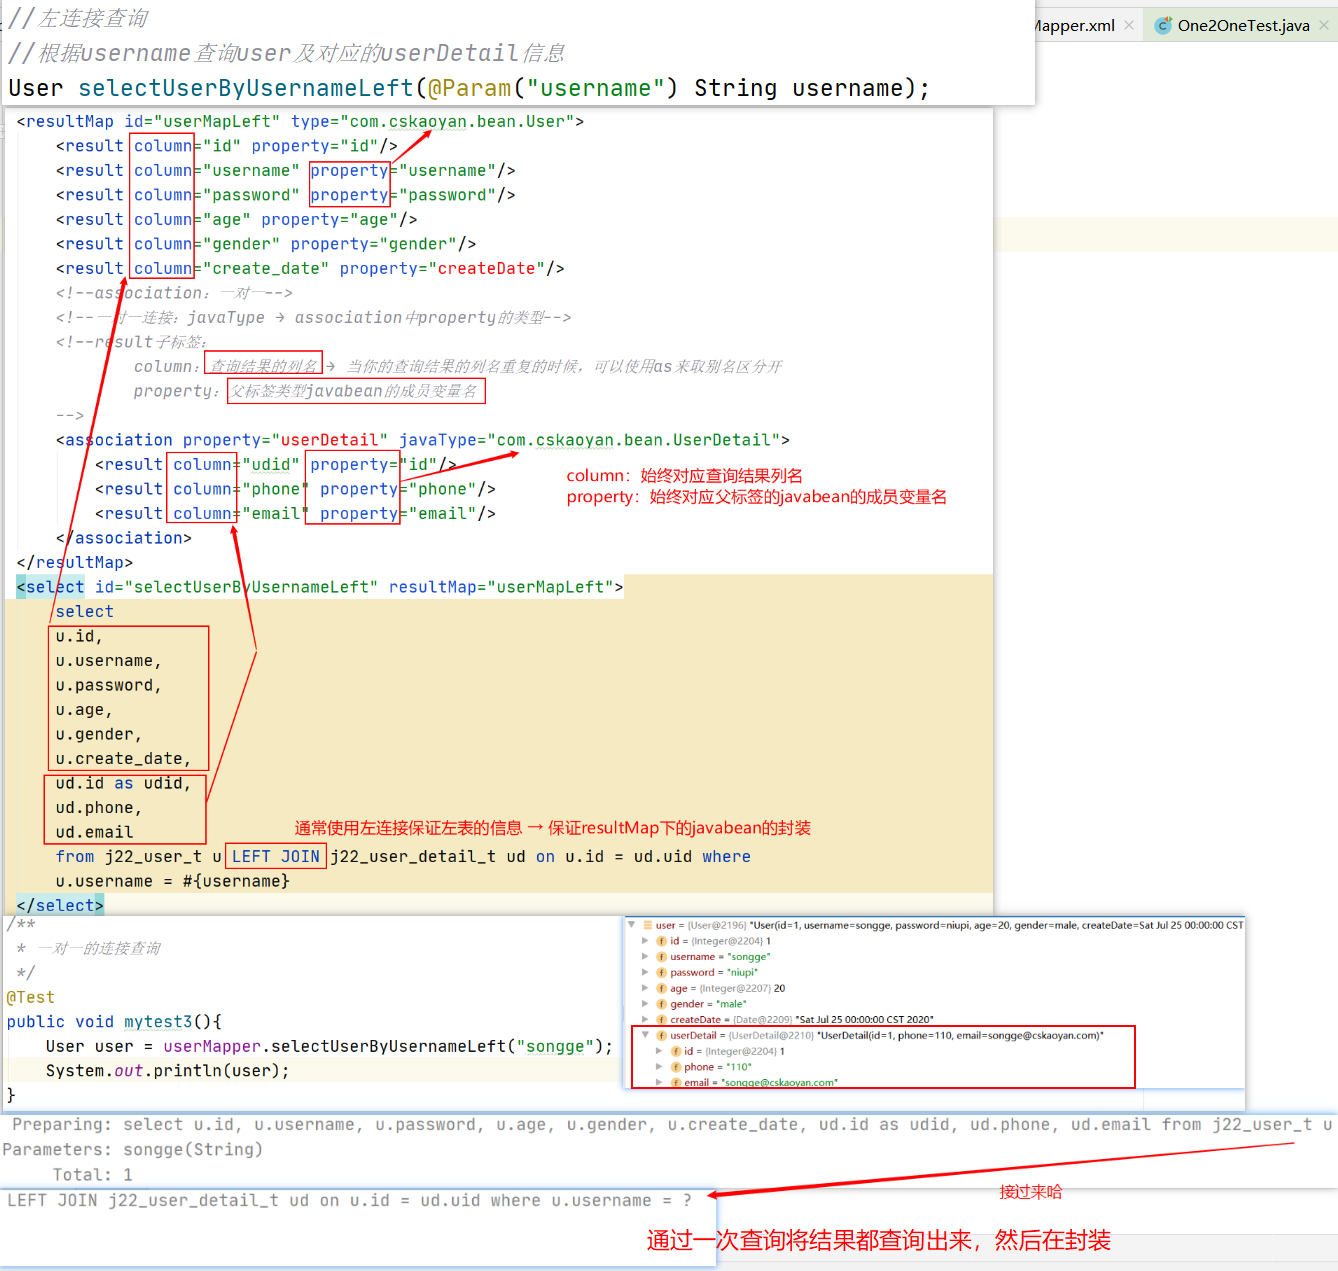 //左连接查询
Mapper.xml
One2OneTest.java
//根据username查询user及对应的userDetail信息
User selectUserByUsernameLeft(@Param("username") String username);
<resultMap id="userMapLeft" type="com.cskaoyan.bean.User">
<result column="id" property="id"/>
<result column="username" property="username"/>
<result column="password" property="password"/>
<result column="age" property="age"/>
<result column="gender" property="gender"/>
<result column="create_date" property="createDate"/>
<!--association：一对一-->
<!--一对一连接：javaType → association中property的类型-->
<!--result子标签：
column：查询结果的列名 → 当你的查询结果的列名重复的时候，可以使用as来取别名区分开
property：父标签类型javabean的成员变量名
-->
<association property="userDetail" javaType="com.cskaoyan.bean.UserDetail">
<result column="udid" property="id"/>
<result column="phone" property="phone"/>
<result column="email" property="email"/>
column：始终对应查询结果列名
property：始终对应父标签的javabean的成员变量名
</association>
</resultMap>
<select id="selectUserByUsernameLeft" resultMap="userMapLeft">
select
u.id,
u.username,
u.password,
u.age,
u.gender,
u.create_date,
ud.id as udid,
ud.phone,
ud.email
通常使用左连接保证左表的信息 → 保证resultMap下的javabean的封装
from j22_user_t u LEFT JOIN j22_user_detail_t ud on u.id = ud.uid where
u.username = #{username}
</select>
/**
* 一对一的连接查询
*/
@Test
public void mytest3(){
User user = userMapper.selectUserByUsernameLeft("songge");
System.out.println(user);
}
user = {User@2196} "User(id=1, username=songge, password=niupi, age=20, gender=male, createDate=Sat Jul 25 00:00:00 CST
id = {Integer@2204} 1
username = "songge"
password = "niupi"
age = {Integer@2207} 20
gender = "male"
createDate = {Date@2209} "Sat Jul 25 00:00:00 CST 2020"
userDetail = {UserDetail@2210} "UserDetail(id=1, phone=110, email=songge@cskaoyan.com)"
id = {Integer@2204} 1
phone = "110"
email = "songge@cskaoyan.com"
Preparing: select u.id, u.username, u.password, u.age, u.gender, u.create_date, ud.id as udid, ud.phone, ud.email from j22_user_t u
Parameters: songge(String)
Total: 1
LEFT JOIN j22_user_detail_t ud on u.id = ud.uid where u.username = ?
接过来哈
通过一次查询将结果都查询出来，然后在封装